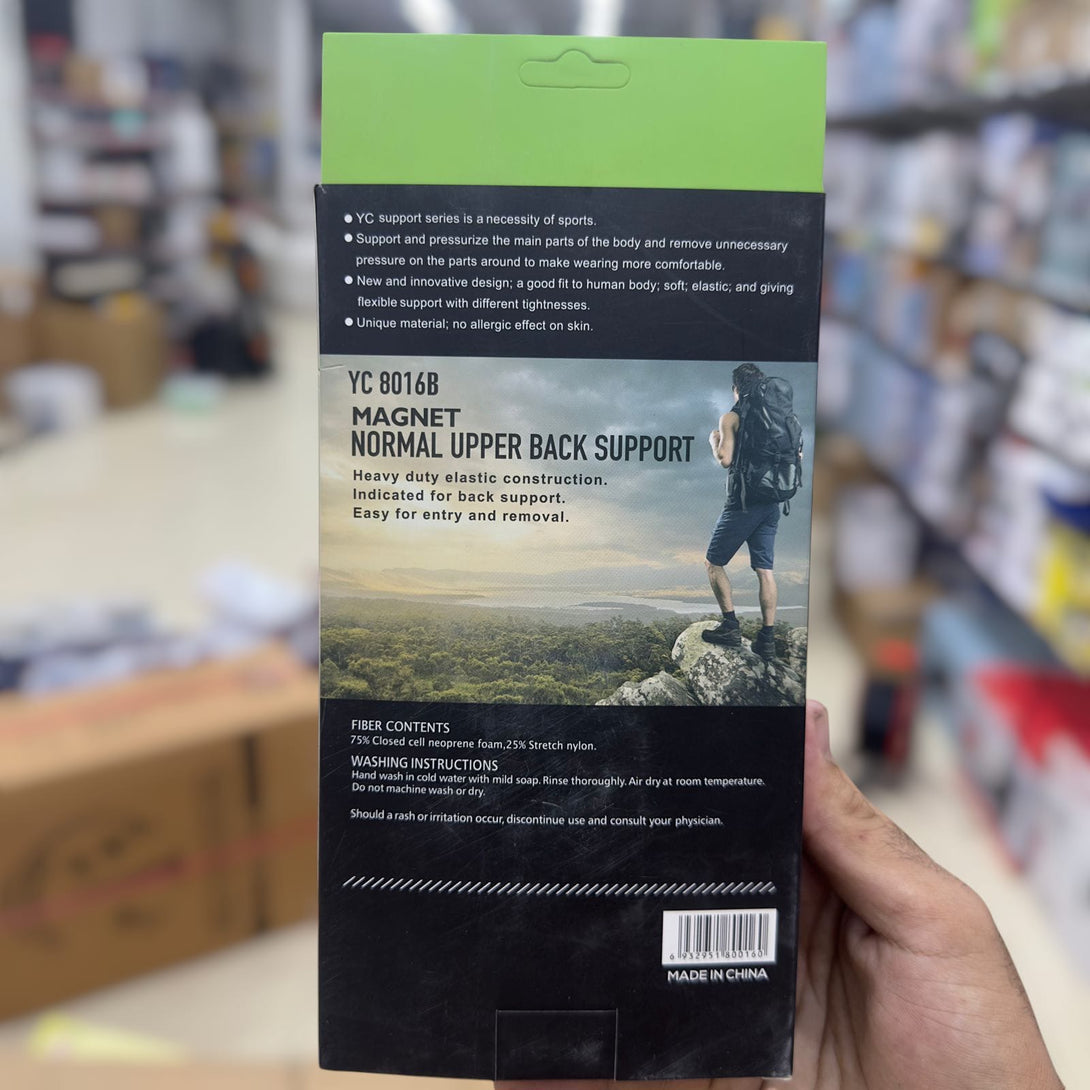 ● YC support series is a necessity of sports.
● Support and pressurize the main parts of the body and remove unnecessary
pressure on the parts around to make wearing more comfortable.
● New and innovative design; a good fit to human body; soft; elastic; and giving
flexible support with different tightnesses.
● Unique material; no allergic effect on skin.
YC 8016B
MAGNET
NORMAL UPPER BACK SUPPORT
Heavy duty elastic construction.
Indicated for back support.
Easy for entry and removal.
FIBER CONTENTS
75% Closed cell neoprene foam,25% Stretch nylon.
WASHING INSTRUCTIONS
Hand wash in cold water with mild soap. Rinse thoroughly. Air dry at room temperature.
Do not machine wash or dry.
Should a rash or irritation occur, discontinue use and consult your physician.
6 932951 800160
MADE IN CHINA